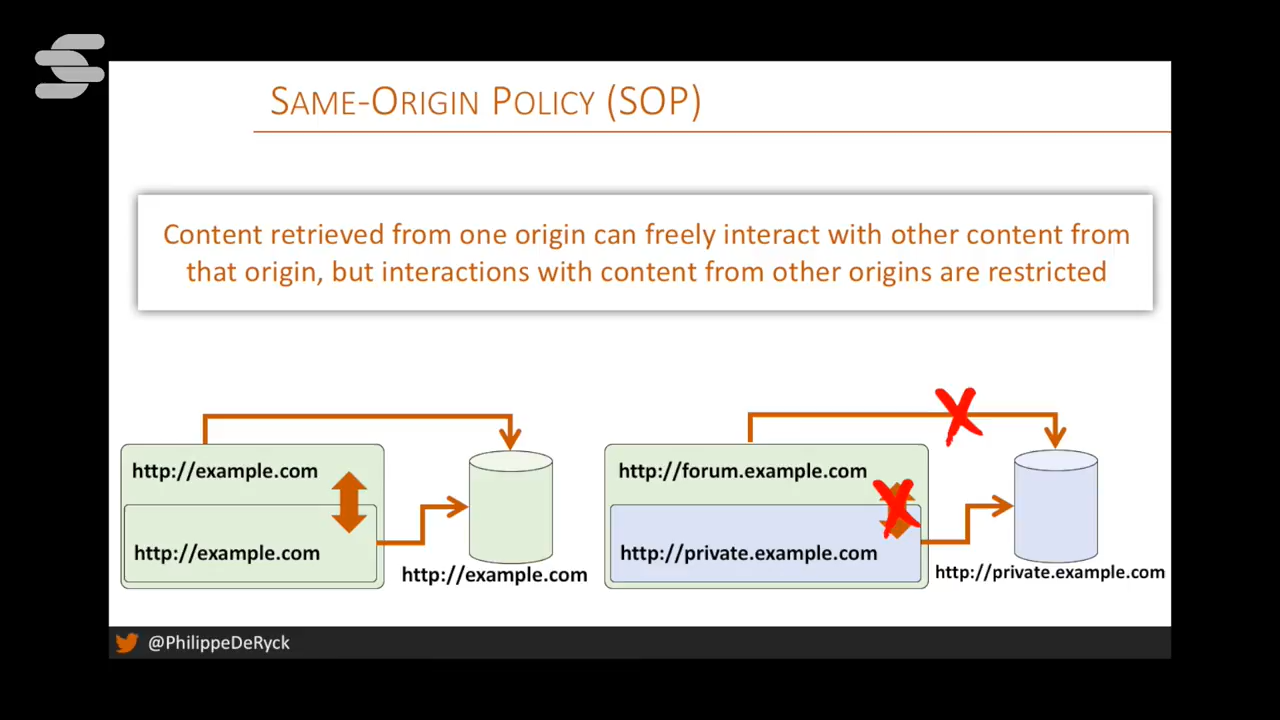 SAME-ORIGIN POLICY (SOP)
Content retrieved from one origin can freely interact with other content from
that origin, but interactions with content from other origins are restricted
http://example.com
http://example.com
http://example.com
http://forum.example.com
http://private.example.com
http://private.example.com
@PhilippeDeRyck